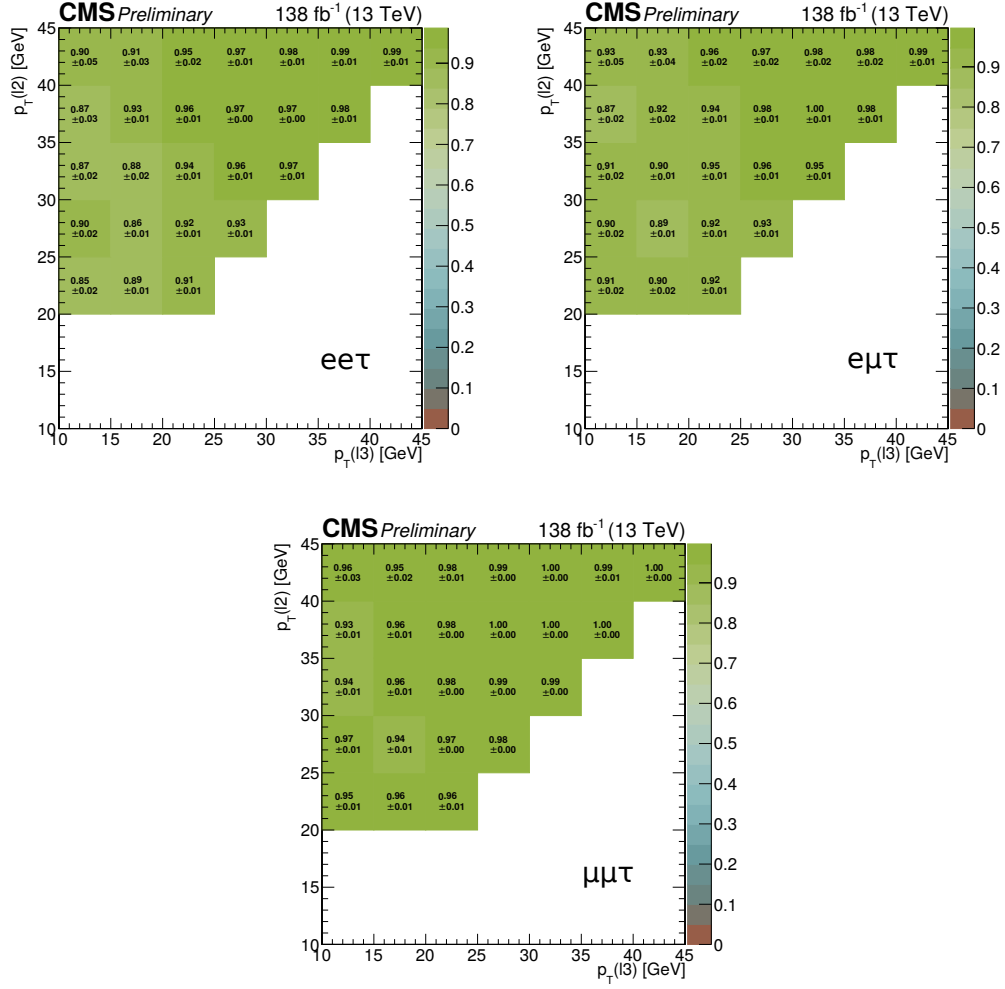 CMS Preliminary 138 fb-1 (13 TeV)
pT(l2) [GeV]
45
40
35
30
25
20
15
10
0.90 0.91 0.95 0.97 0.98 0.99 0.99
±0.05 ±0.03 ±0.02 ±0.01 ±0.01 ±0.01 ±0.01
0.87 0.93 0.96 0.97 0.97 0.98
±0.03 ±0.01 ±0.01 ±0.00 ±0.00 ±0.01
0.87 0.88 0.94 0.96 0.97
±0.02 ±0.02 ±0.01 ±0.01 ±0.01
0.90 0.86 0.92 0.93
±0.02 ±0.01 ±0.01 ±0.01
0.85 0.89 0.91
±0.02 ±0.01 ±0.01
eeτ
10 15 20 25 30 35 40 45
pT(l3) [GeV]
0.9
0.8
0.7
0.6
0.5
0.4
0.3
0.2
0.1
0
CMS Preliminary 138 fb-1 (13 TeV)
pT(l2) [GeV]
45
40
35
30
25
20
15
10
0.93 0.93 0.96 0.97 0.98 0.98 0.99
±0.05 ±0.04 ±0.02 ±0.02 ±0.02 ±0.02 ±0.01
0.87 0.92 0.94 0.98 1.00 0.98
±0.02 ±0.02 ±0.01 ±0.01 ±0.01 ±0.01
0.91 0.90 0.95 0.96 0.95
±0.02 ±0.01 ±0.01 ±0.01 ±0.01
0.90 0.89 0.92 0.93
±0.02 ±0.01 ±0.01 ±0.01
0.91 0.90 0.92
±0.02 ±0.02 ±0.01
eμτ
10 15 20 25 30 35 40 45
pT(l3) [GeV]
0.9
0.8
0.7
0.6
0.5
0.4
0.3
0.2
0.1
0
CMS Preliminary 138 fb-1 (13 TeV)
pT(l2) [GeV]
45
40
35
30
25
20
15
10
0.96 0.95 0.98 0.99 1.00 0.99 1.00
±0.03 ±0.02 ±0.01 ±0.00 ±0.00 ±0.01 ±0.00
0.93 0.96 0.98 1.00 1.00 1.00
±0.01 ±0.01 ±0.00 ±0.00 ±0.00 ±0.00
0.94 0.96 0.98 0.99 0.99
±0.01 ±0.01 ±0.00 ±0.00 ±0.00
0.97 0.94 0.97 0.98
±0.01 ±0.01 ±0.00 ±0.00
0.95 0.96 0.96
±0.01 ±0.01 ±0.01
μμτ
10 15 20 25 30 35 40 45
pT(l3) [GeV]
0.9
0.8
0.7
0.6
0.5
0.4
0.3
0.2
0.1
0